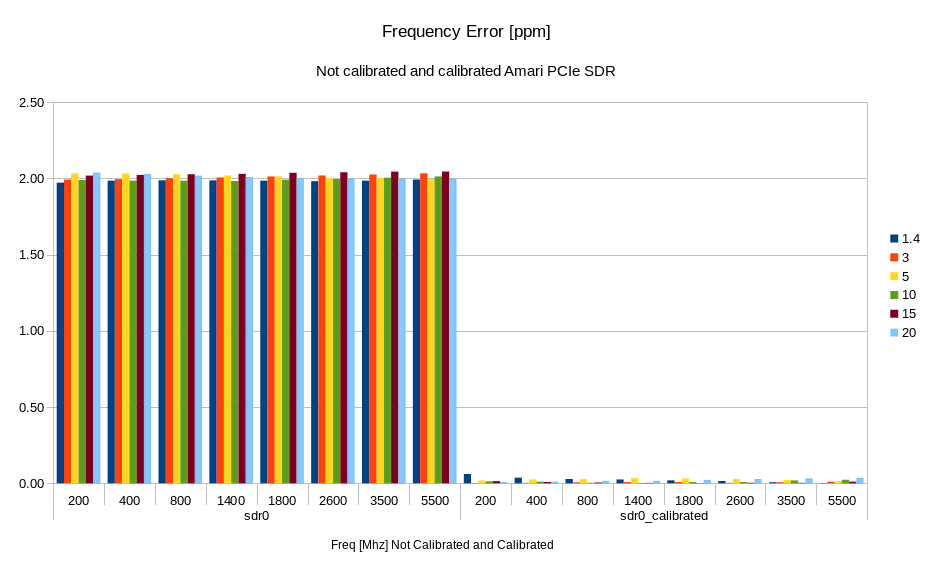 Frequency Error [ppm]
Not calibrated and calibrated Amari PCIe SDR
2.50
2.00
1.50
1.00
0.50
0.00
1.4
3
5
10
15
20
200 400 800 1400 1800 2600 3500 5500 200 400 800 1400 1800 2600 3500 5500
sdr0 sdr0_calibrated
Freq [Mhz] Not Calibrated and Calibrated